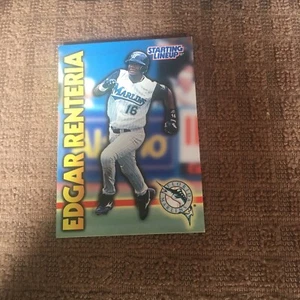 STARTING
LINEUP
EDGAR RENTERIA
MARLINS
16